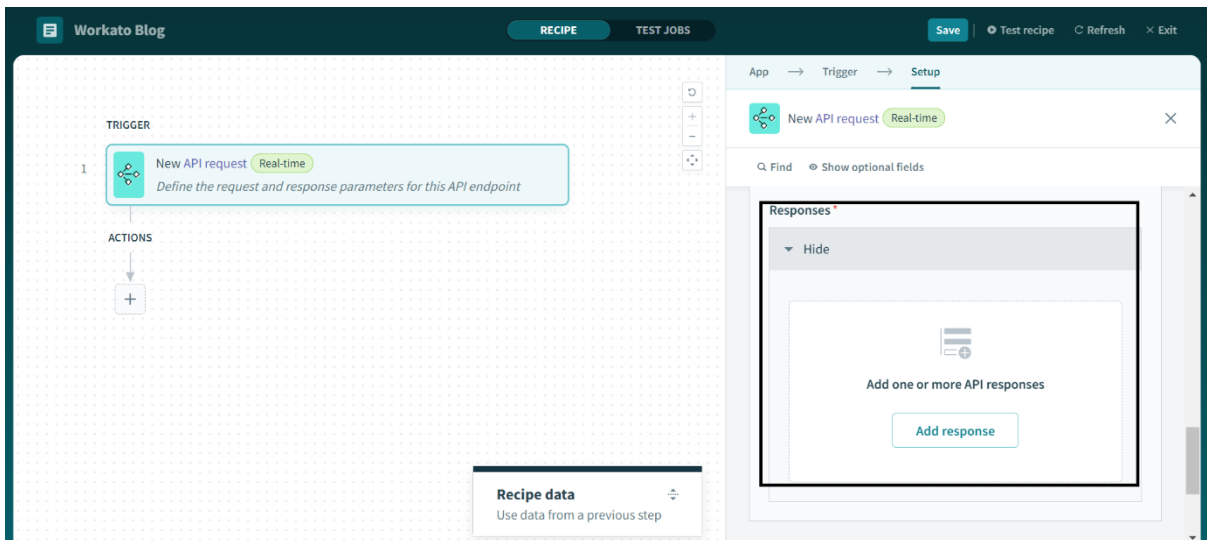 Workato Blog
RECIPE
TEST JOBS
Save
Test recipe
Refresh
Exit
TRIGGER
1
New API request Real-time
Define the request and response parameters for this API endpoint
ACTIONS
Recipe data
Use data from a previous step
App → Trigger → Setup
New API request Real-time
Find
Show optional fields
Responses *
Hide
Add one or more API responses
Add response